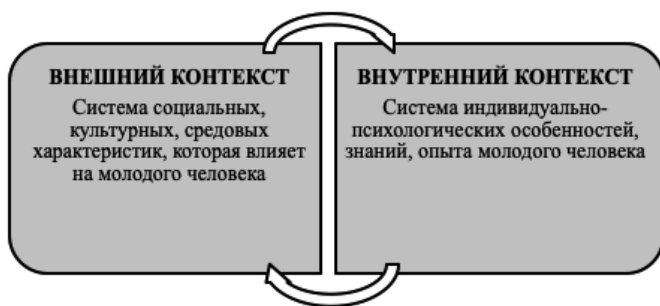 ВНЕШНИЙ КОНТЕКСТ
Система социальных,
культурных, средовых
характеристик, которая влияет
на молодого человека
ВНУТРЕННИЙ КОНТЕКСТ
Система индивидуально-
психологических особенностей,
знаний, опыта молодого человека